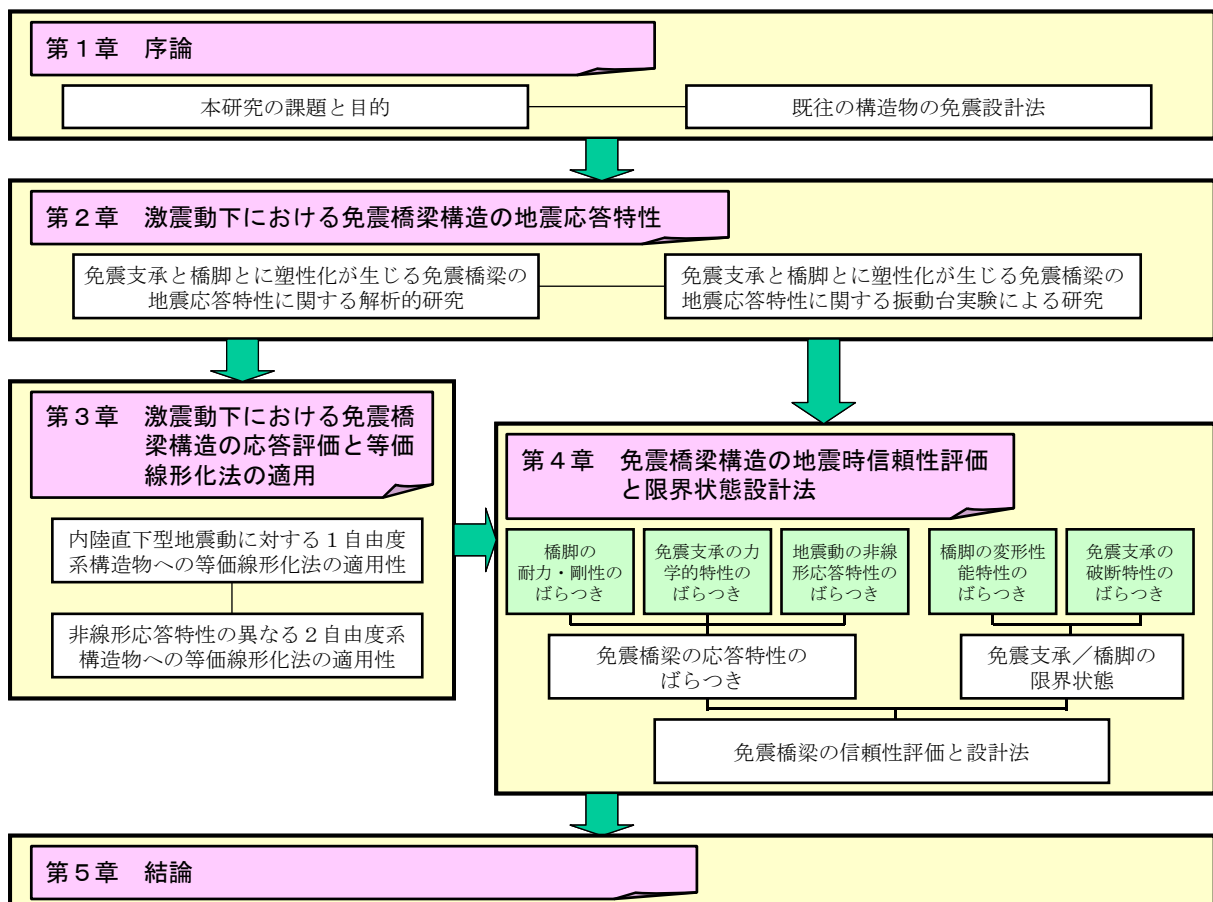 第１章　序論
本研究の課題と目的
既往の構造物の免震設計法
第２章　激震動下における免震橋梁構造の地震応答特性
免震支承と橋脚とに塑性化が生じる免震橋梁の
地震応答特性に関する解析的研究
免震支承と橋脚とに塑性化が生じる免震橋梁の
地震応答特性に関する振動台実験による研究
第３章　激震動下における免震橋
梁構造の応答評価と等価
線形化法の適用
内陸直下型地震動に対する１自由度
系構造物への等価線形化法の適用性
非線形応答特性の異なる２自由度系
構造物への等価線形化法の適用性
第４章　免震橋梁構造の地震時信頼性評価
と限界状態設計法
橋脚の
耐力・剛性の
ばらつき
免震支承の力
学的特性の
ばらつき
地震動の非線
形応答特性の
ばらつき
橋脚の変形性
能特性の
ばらつき
免震支承の
破断特性の
ばらつき
免震橋梁の応答特性の
ばらつき
免震支承／橋脚の
限界状態
免震橋梁の信頼性評価と設計法
第５章　結論